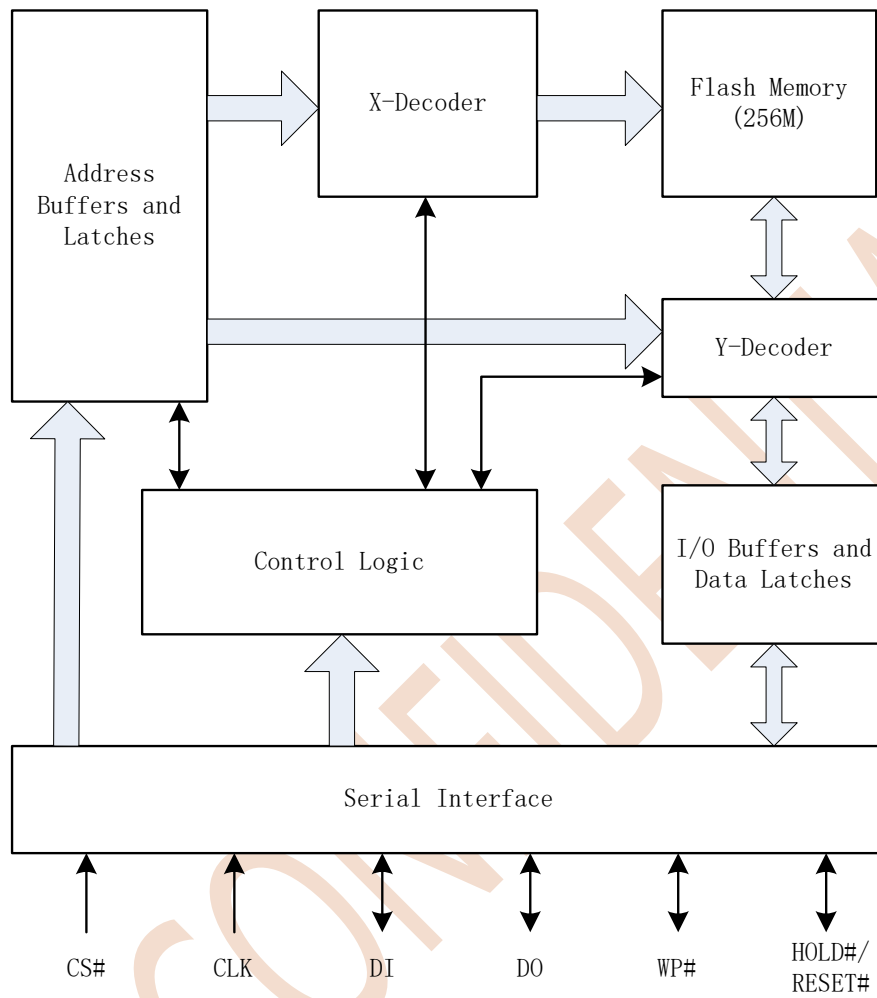 X-Decoder
Flash Memory
(256M)
Address
Buffers and
Latches
Y-Decoder
Control Logic
I/O Buffers and
Data Latches
Serial Interface
CS#
CLK
DI
DO
WP#
HOLD#/
RESET#